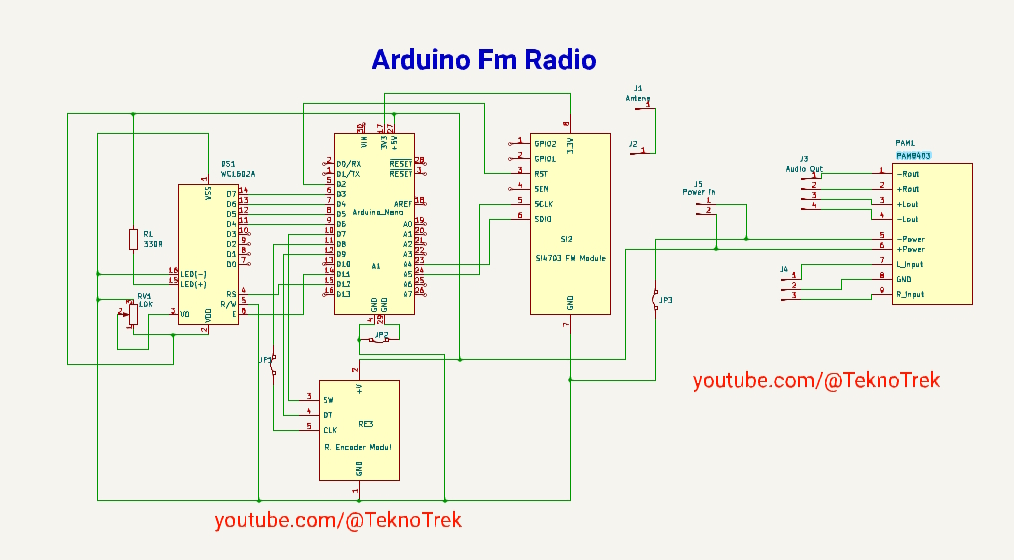 Arduino Fm Radio
J1
Anteng
1
J2
1
DS1
WC1602A
VSS
1
D7 14
D6 13
D5 12
D4 11
D3 10
D2 9
D1 8
D0 7
16 LED(-)
15 LED(+)
RS 4
R/W 5
E 6
3 VO
VDD
2
R1
330R
RV1
10K
2
3
1
30 17 27
VIN 3V3 +5V
2 D0/RX
1 D1/TX
5 D2
6 D3
7 D4
8 D5
9 D6
10 D7
11 D8
12 D9
13 D10
14 D11
15 D12
16 D13
RESET 28
RESET 3
AREF 18
A0 19
A1 20
A2 21
A3 22
A4 23
A5 24
A6 25
A7 26
Arduino_Nano
A1
GND GND
4 29
JP2
JP1
2
+V
3 SW
4 DT
5 CLK
RE3
R. Encoder Modul
GND
1
8
3.3V
1 GPIO2
2 GPIO1
3 RST
4 SEN
5 SCLK
6 SDIO
SI2
SI4703 FM Module
GND
7
JP3
J5
Power In
1
2
J3
Audio Out
1
2
3
4
J4
1
2
3
PAM1
PAM8403
1 -Rout
2 +Rout
3 +Lout
4 -Lout
5 -Power
6 +Power
7 L_Input
8 GND
9 R_Input
youtube.com/@TeknoTrek
youtube.com/@TeknoTrek